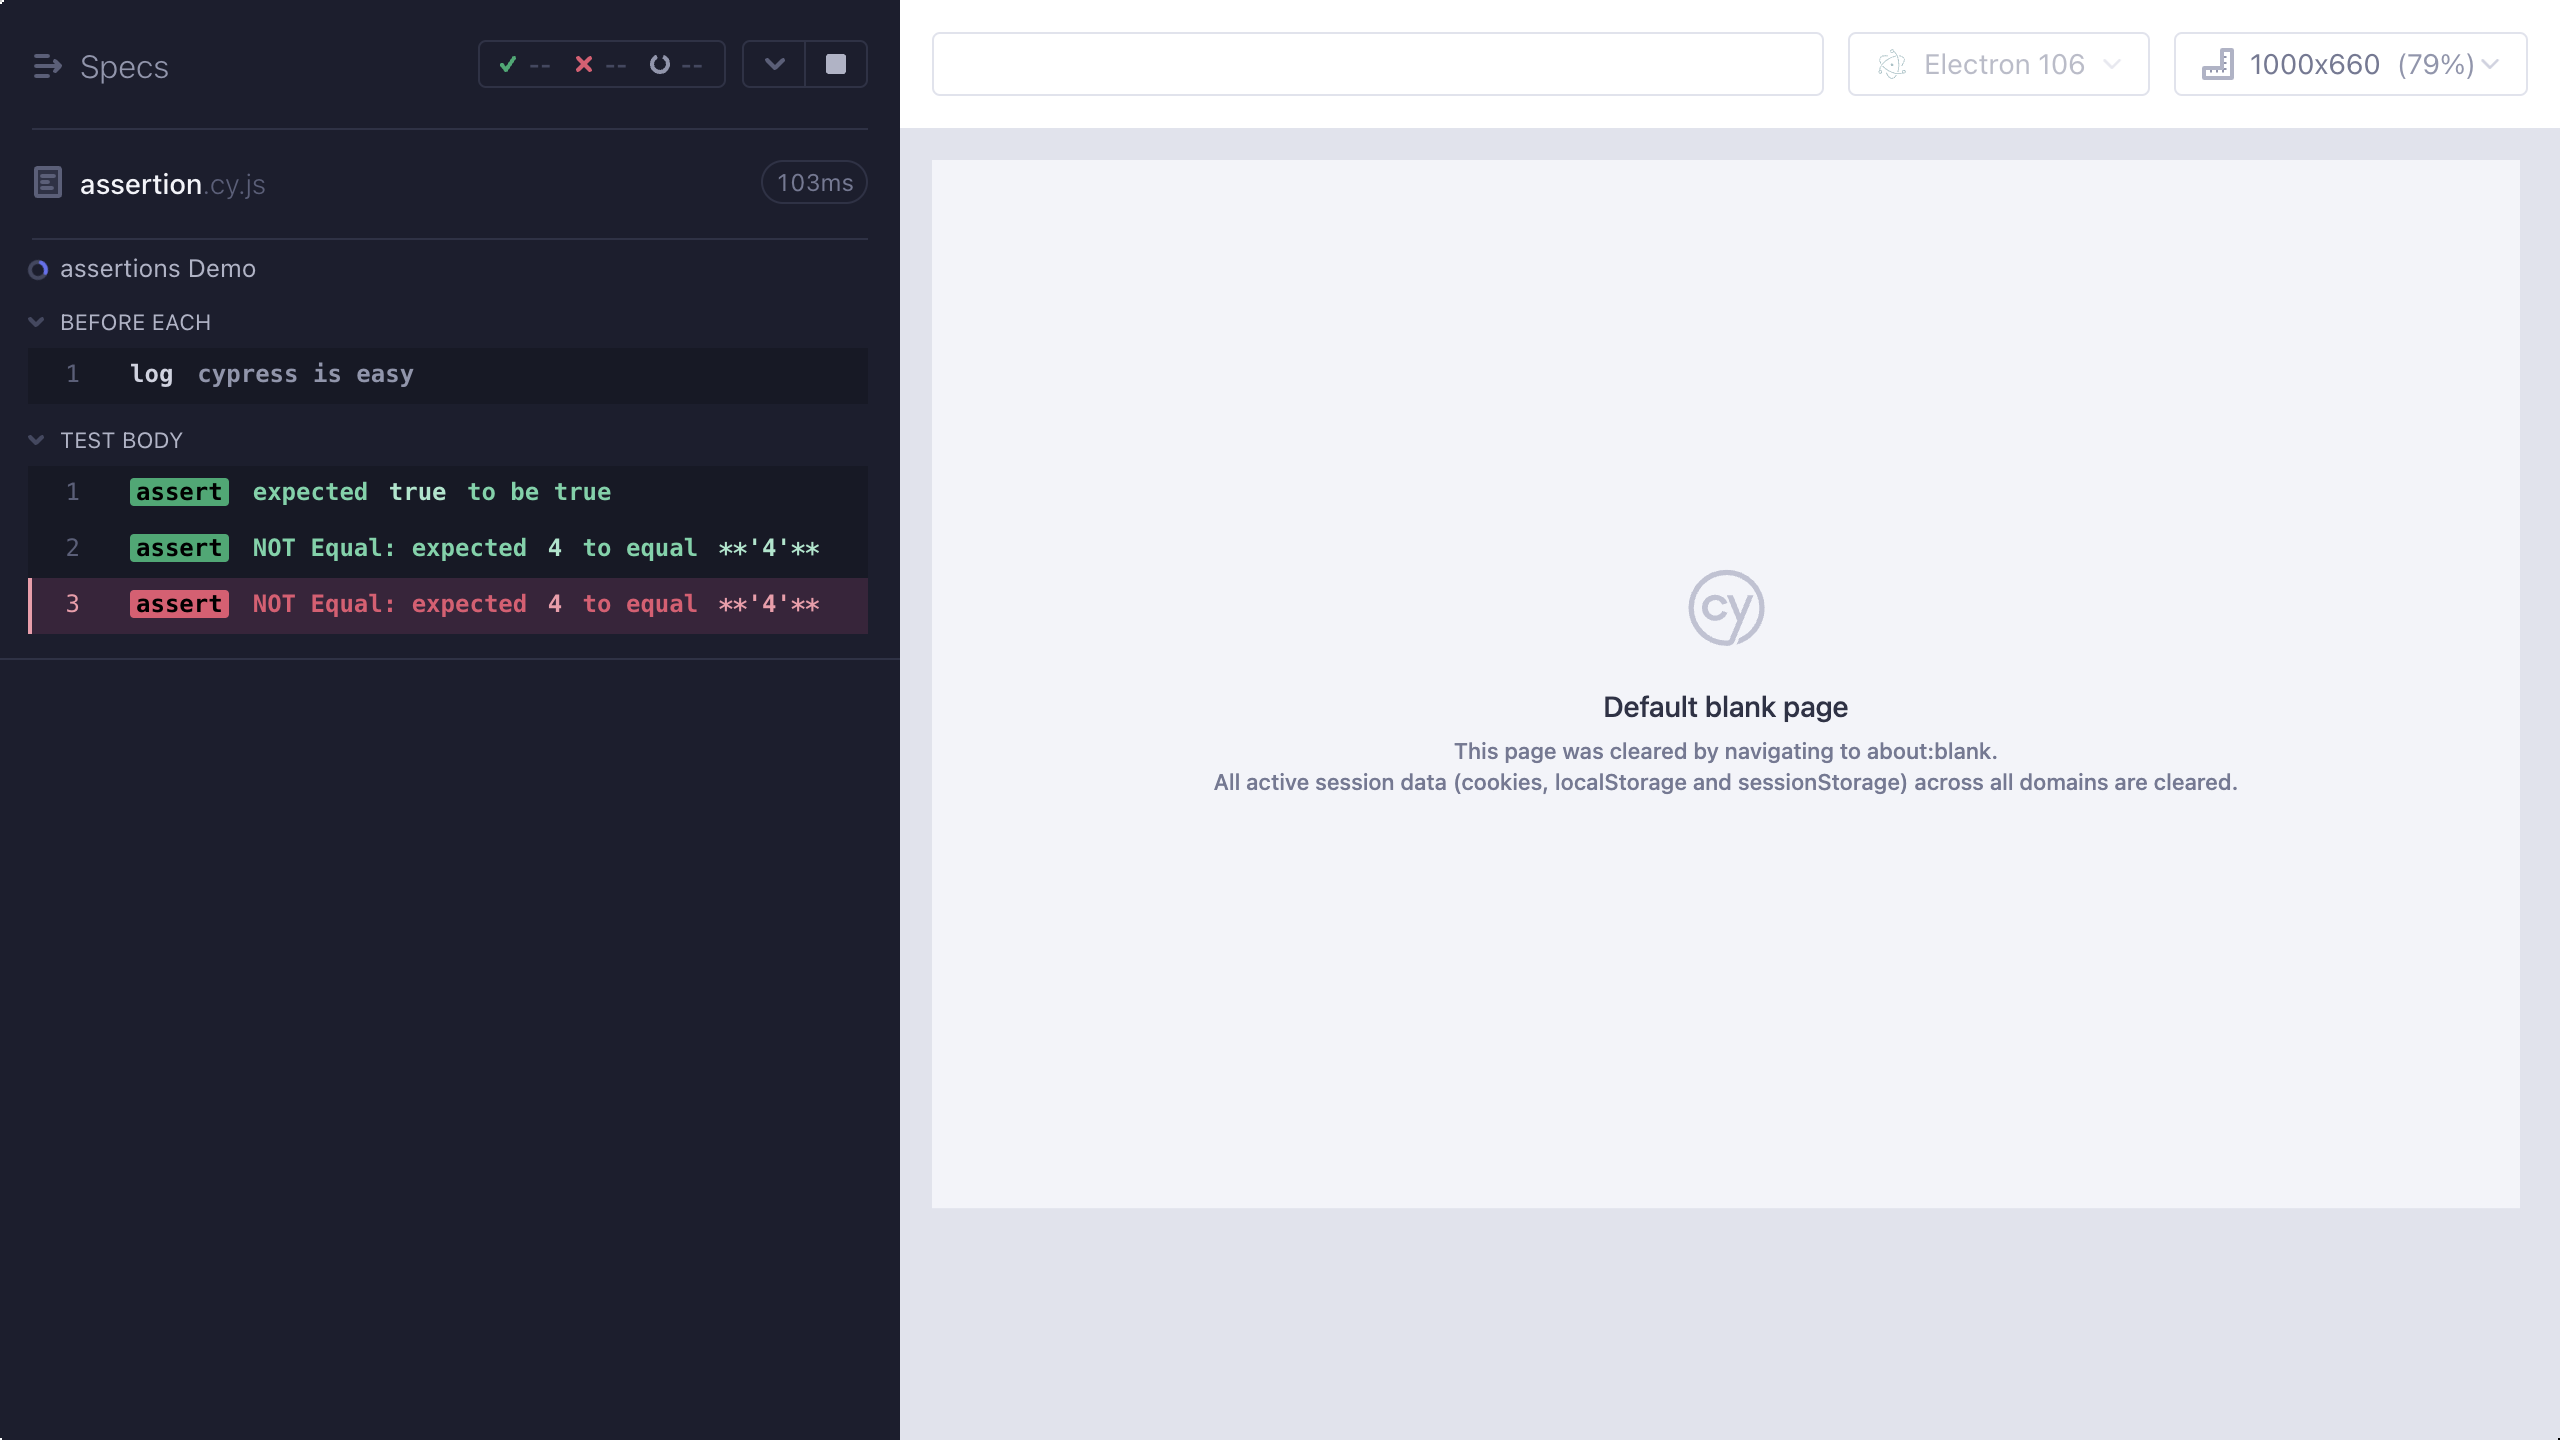 Specs -- -- --
assertion.cy.js 103ms
assertions Demo
BEFORE EACH
1 log cypress is easy
TEST BODY
1 assert expected true to be true
2 assert NOT Equal: expected 4 to equal **'4'**
3 assert NOT Equal: expected 4 to equal **'4'**
Electron 106 1000x660 (79%)
cy
Default blank page
This page was cleared by navigating to about:blank.
All active session data (cookies, localStorage and sessionStorage) across all domains are cleared.